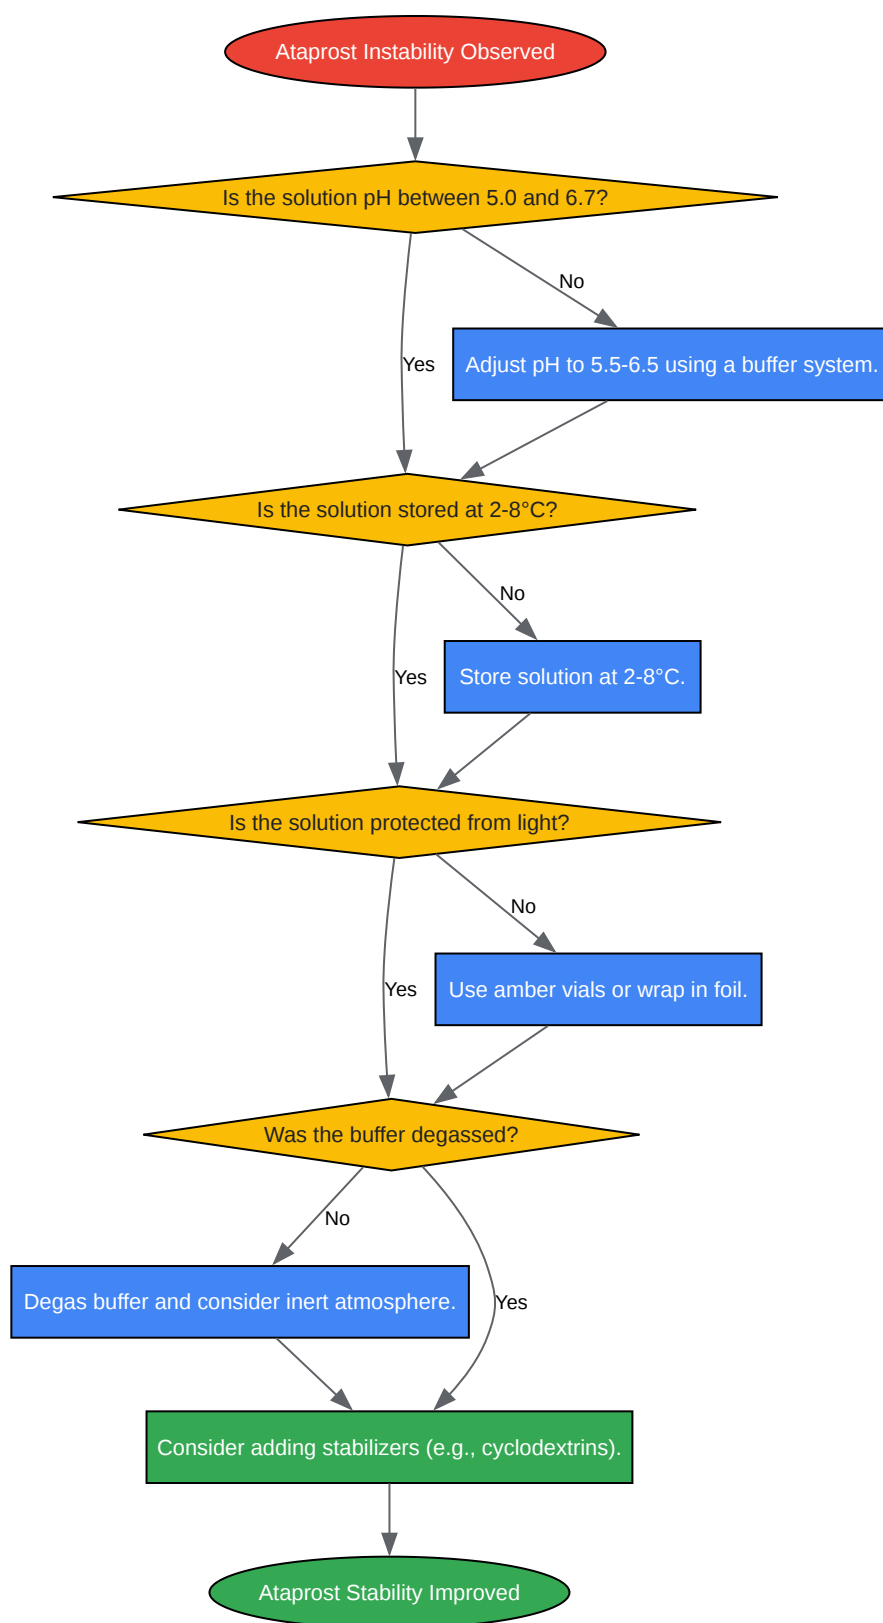 Ataprost Instability Observed
Is the solution pH between 5.0 and 6.7?
No
Yes
Adjust pH to 5.5-6.5 using a buffer system.
Is the solution stored at 2-8°C?
No
Yes
Store solution at 2-8°C.
Is the solution protected from light?
No
Yes
Use amber vials or wrap in foil.
Was the buffer degassed?
No
Degas buffer and consider inert atmosphere.
Yes
Consider adding stabilizers (e.g., cyclodextrins).
Ataprost Stability Improved